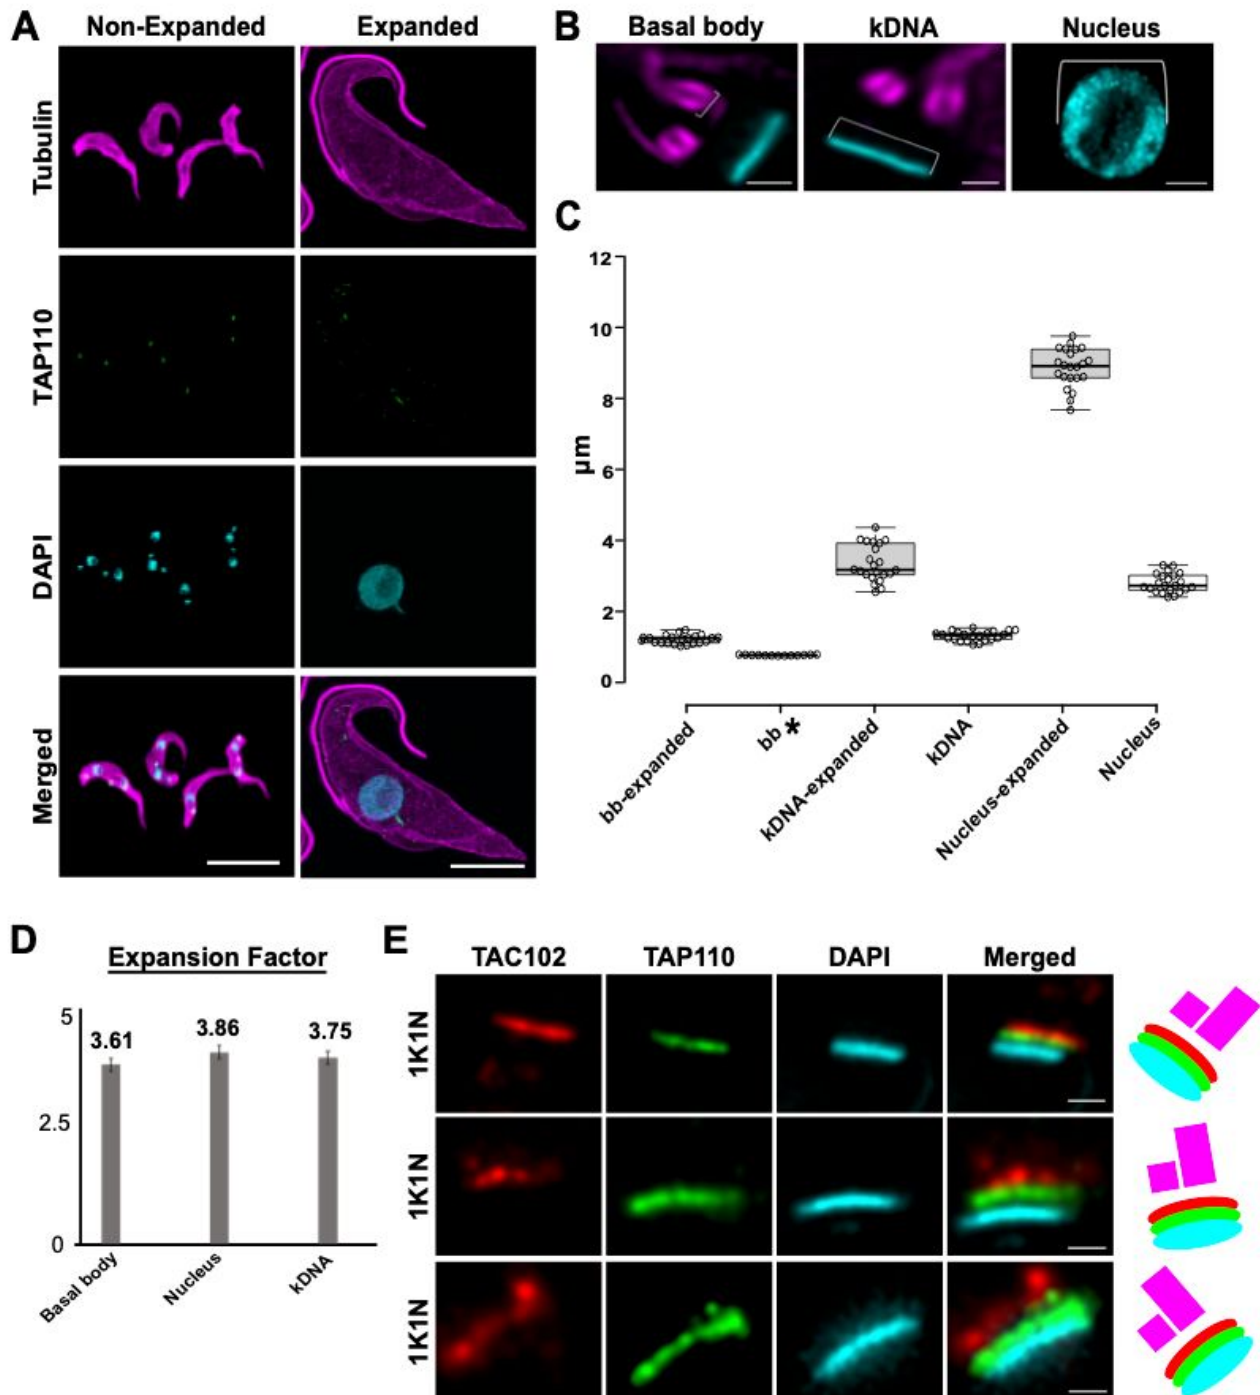 A
Non-Expanded Expanded
Tubulin
TAP110
DAPI
Merged
B
Basal body kDNA Nucleus
C
12
10
8
6
4
2
0
µm
bb-expanded
bb *
kDNA-expanded
kDNA
Nucleus-expanded
Nucleus
D
Expansion Factor
5
2.5
0
3.61
3.86
3.75
Basal body
Nucleus
kDNA
E
TAC102 TAP110 DAPI Merged
1K1N
1K1N
1K1N